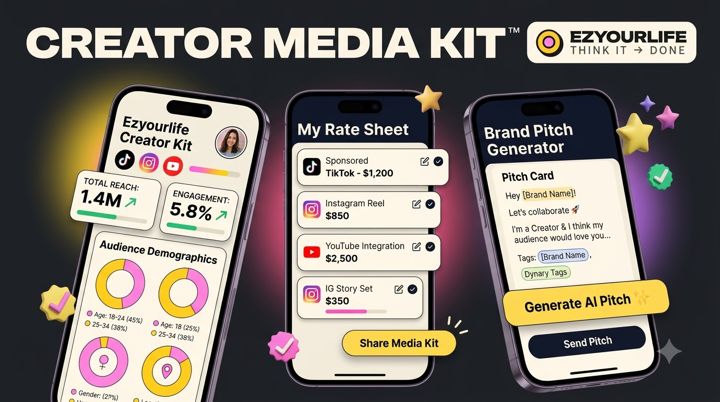 CREATOR MEDIA KIT™
EZYOURLIFE
THINK IT → DONE
Ezyourlife
Creator Kit
TOTAL REACH:
1.4M
ENGAGEMENT:
5.8%
Audience Demographics
Age: 18-24 (45%)
25-34 (38%)
Age: 18 (25%)
25-34 (38%)
Gender: (27%)
My Rate Sheet
Sponsored
TikTok - $1,200
Instagram Reel
$850
YouTube Integration
$2,500
IG Story Set
$350
Share Media Kit
Brand Pitch
Generator
Pitch Card
Hey [Brand Name]!
Let's collaborate 🚀
I'm a Creator & I think my
audience would love you...
Tags: [Brand Name],
Dynary Tags
Generate AI Pitch ✨
Send Pitch